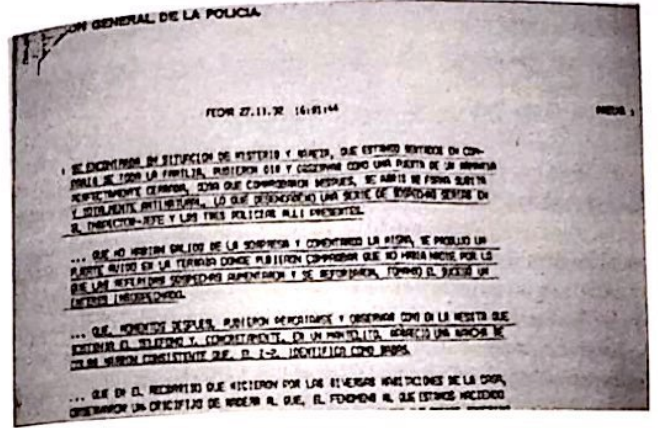 ON GENERAL DE LA POLICIA.
FECHA 27.11.92 16:01:44
SE ENCONTRABA EN SITUACION DE MISTERIO Y RAREZA, QUE ESTANDO SENTADOS EN COM-
PAÑIA DE TODA LA FAMILIA, PUDIERON OIR Y OBSERVAR COMO UNA PUERTA DE UN ARMARIO
PERFECTAMENTE CERRADA, COSA QUE COMPROBARON DESPUES, SE ABRIO DE FORMA SUBITA
Y TOTALMENTE ANTINATURAL, LO QUE DESENCADENO UNA SERIE DE SOSPECHAS SERIAS EN
EL INSPECTOR-JEFE Y LOS TRES POLICIAS ALLI PRESENTES.
... QUE NO HABIAN SALIDO DE LA SORPRESA Y COMENTANDO LA MISMA, SE PRODUJO UN
FUERTE RUIDO EN LA TERRAZA DONDE PUDIERON COMPROBAR QUE NO HABIA NADIE POR LO
QUE LAS REFERIDAS SOSPECHAS AUMENTARON Y SE REFORZARON, TOMANDO EL SUCESO UN
INTERES INSOSPECHADO.
... QUE, MOMENTOS DESPUES, PUDIERON PERCATARSE Y OBSERVAR COMO EN LA MESITA QUE
SOSTENIA EL TELEFONO Y, CONCRETAMENTE, EN UN MANTELITO, APARECIO UNA MANCHA DE
COLOR MARRON CONSISTENTE QUE, EL Z-2, IDENTIFICO COMO BABAS.
... QUE EN EL RECORRIDO QUE HICIERON POR LAS DIVERSAS HABITACIONES DE LA CASA,
OBSERVARON UN CRUCIFIJO DE MADERA AL QUE, EL FENOMENO AL QUE ESTAMOS HACIENDO